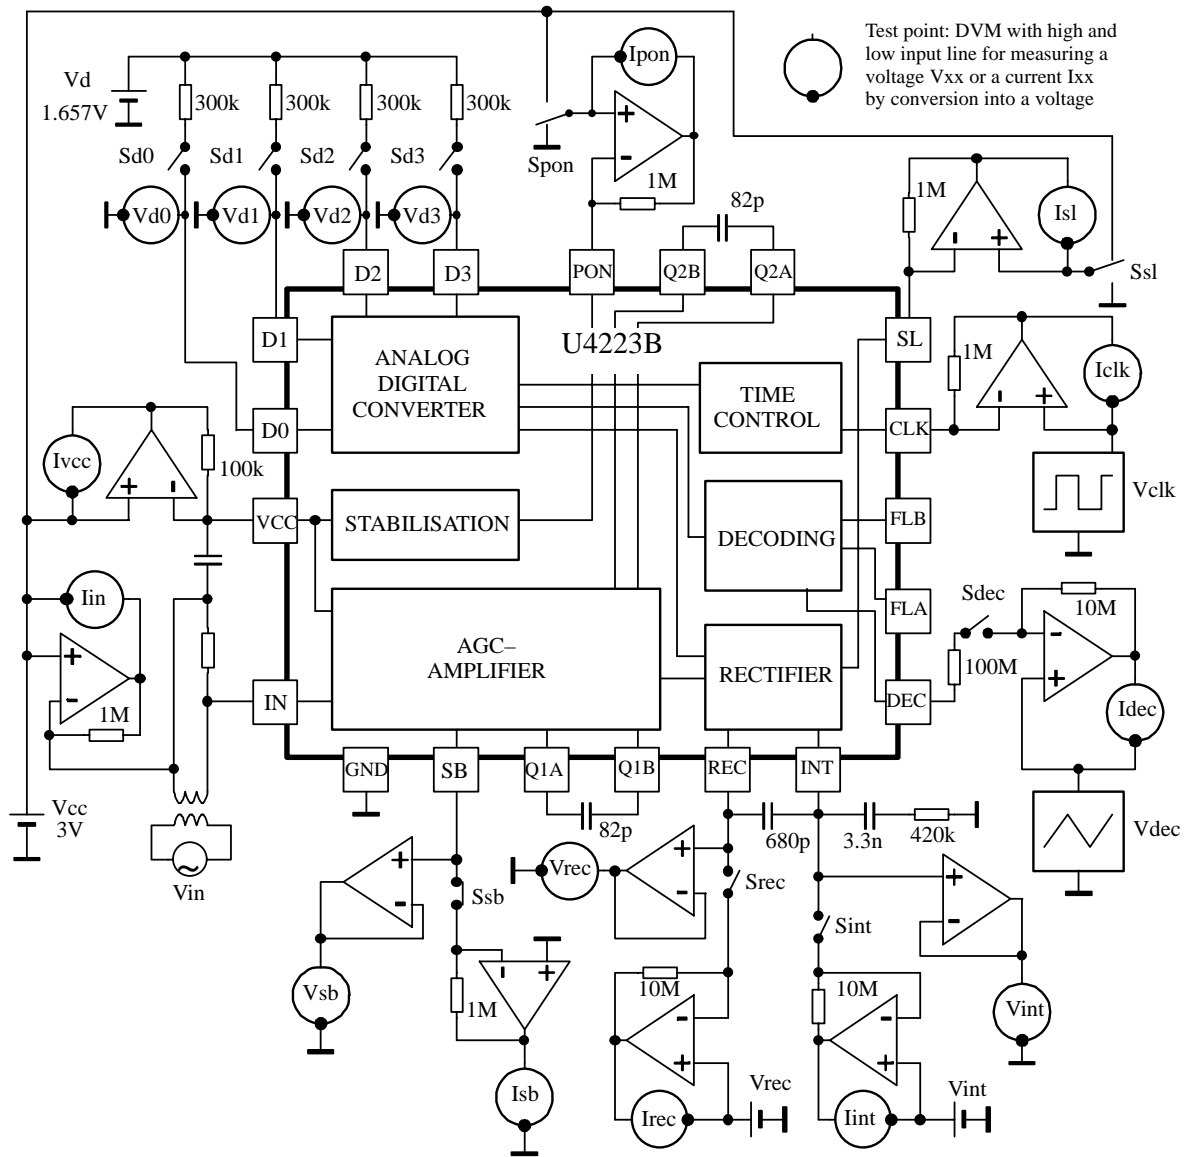 Test point: DVM with high and
low input line for measuring a
voltage Vxx or a current Ixx
by conversion into a voltage
Vd
1.657V
300k
300k
300k
300k
Sd0
Sd1
Sd2
Sd3
Vd0
Vd1
Vd2
Vd3
Ipon
Spon
1M
82p
1M
Isl
Ssl
D2
D3
PON
Q2B
Q2A
D1
SL
U4223B
ANALOG
DIGITAL
CONVERTER
TIME
CONTROL
1M
Iclk
D0
CLK
Ivcc
100k
Vclk
VCC
STABILISATION
DECODING
FLB
Iin
FLA
Sdec
10M
100M
AGC–
AMPLIFIER
RECTIFIER
IN
DEC
1M
Idec
GND
SB
Q1A
Q1B
REC
INT
Vcc
3V
82p
680p
3.3n
420k
Vdec
Vin
Vrec
Srec
Ssb
Sint
Vsb
1M
10M
10M
Vint
Isb
Irec
Vrec
Iint
Vint